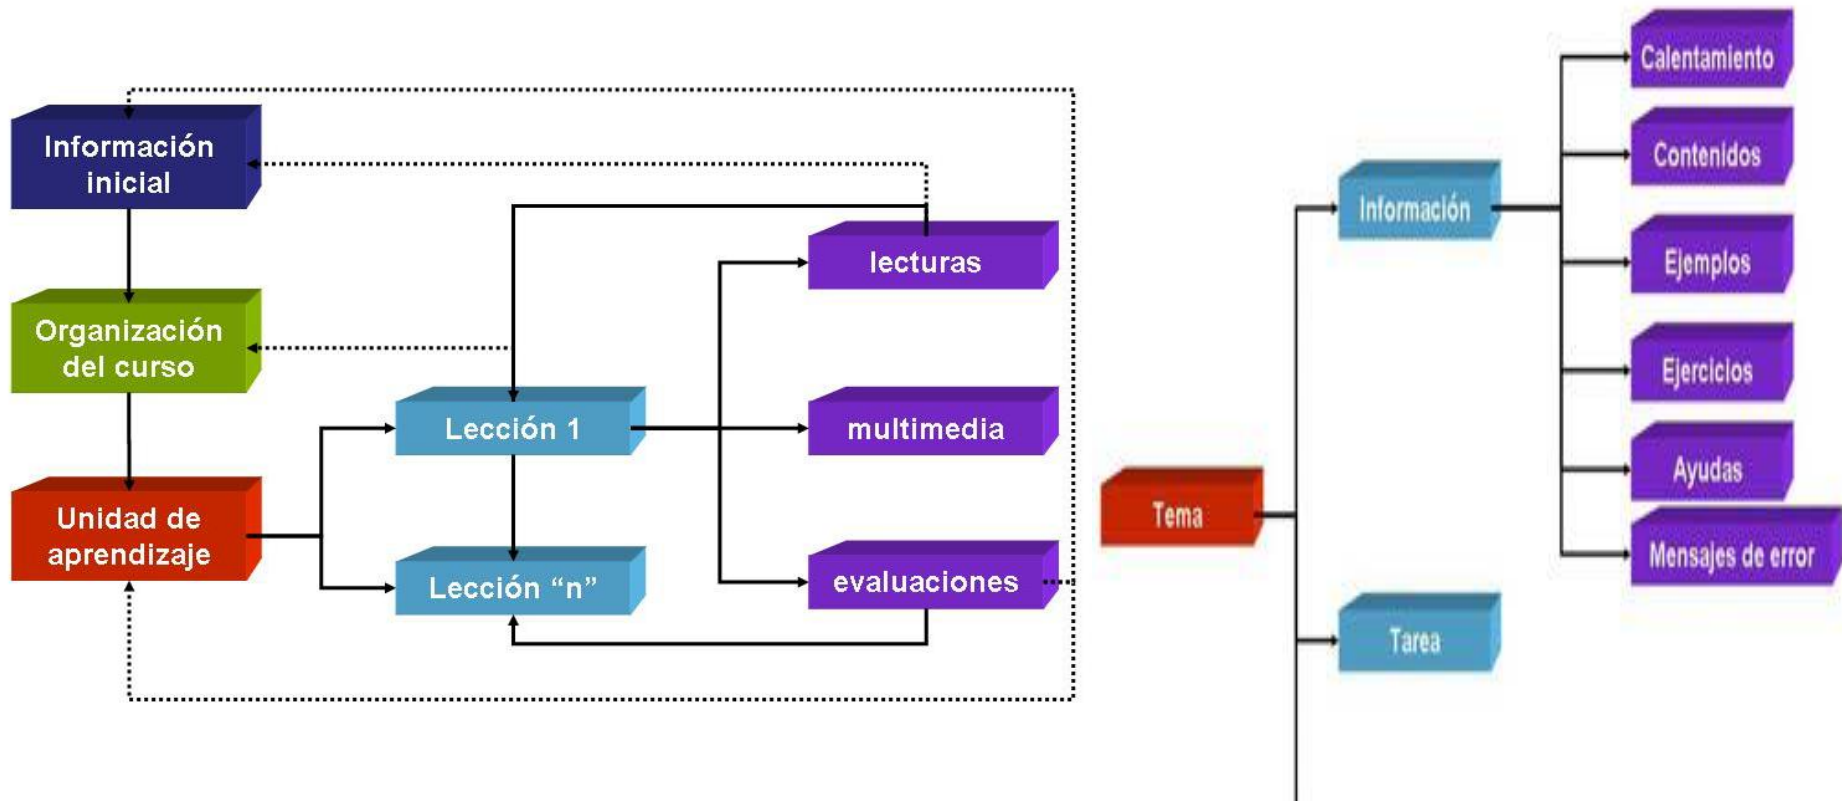 Información
inicial
Organización
del curso
Unidad de
aprendizaje
Lección 1
Lección “n”
lecturas
multimedia
evaluaciones
Tema
Información
Tarea
Calentamiento
Contenidos
Ejemplos
Ejercicios
Ayudas
Mensajes de error